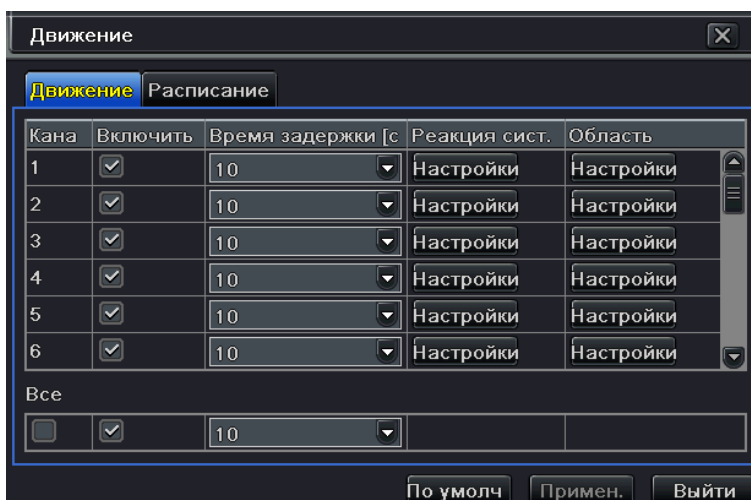 Движение
Движение Расписание
Кана Включить Время задержки [с Реакция сист. Область
1 10 Настройки Настройки
2 10 Настройки Настройки
3 10 Настройки Настройки
4 10 Настройки Настройки
5 10 Настройки Настройки
6 10 Настройки Настройки
Все
10
По умолч Примен. Выйти